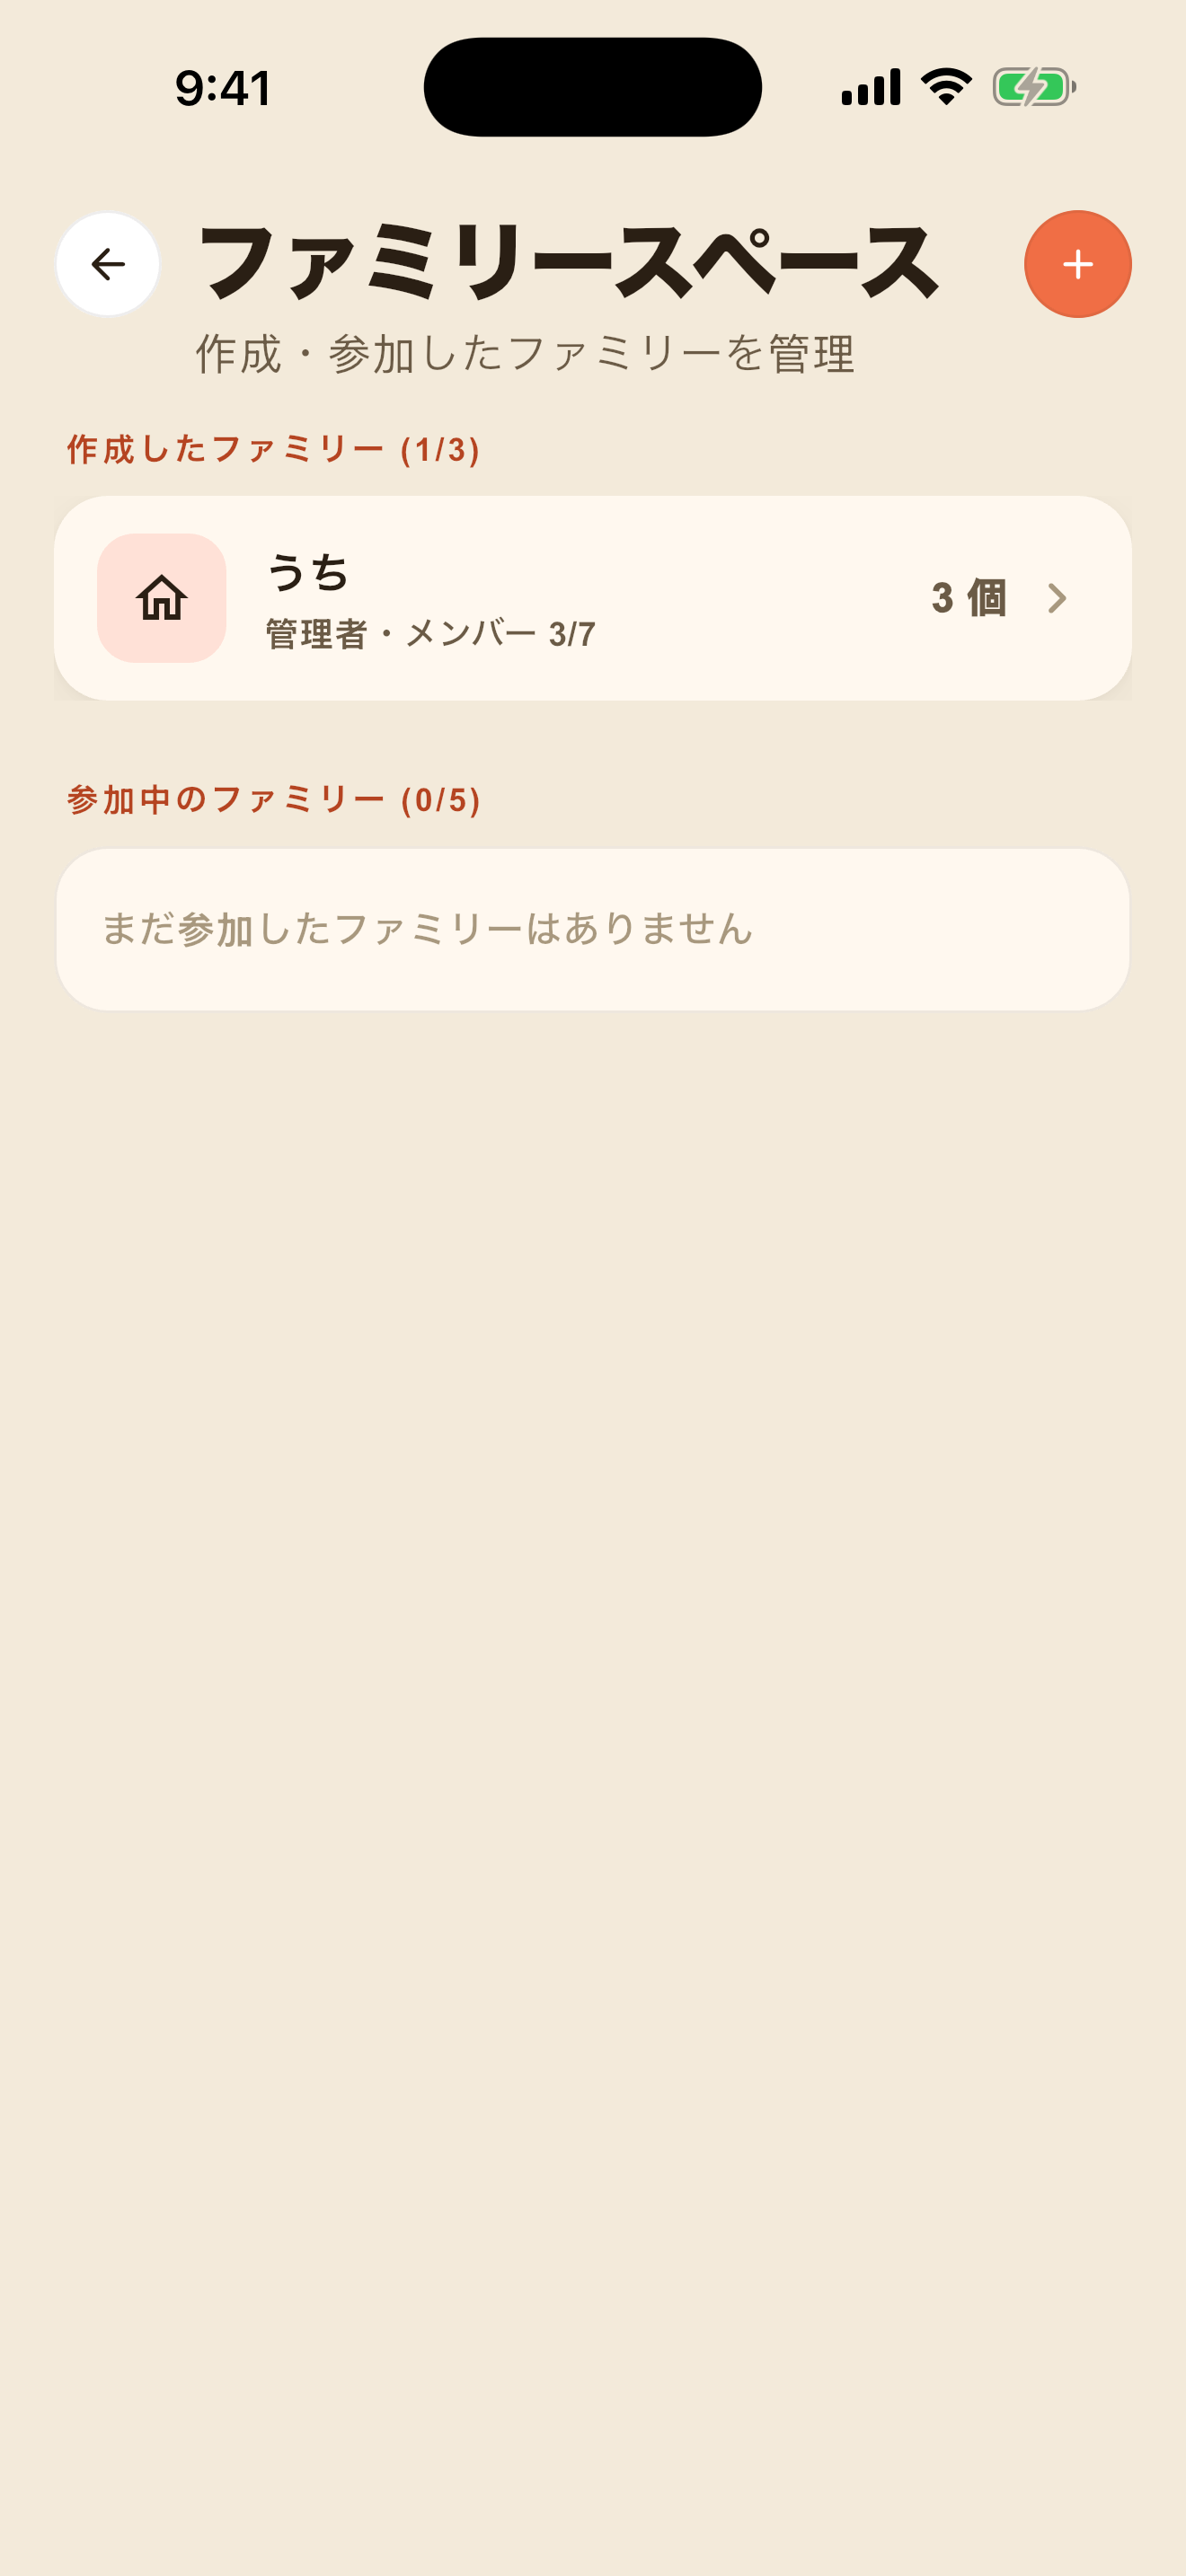 9:41
ファミリースペース
作成・参加したファミリーを管理
作成したファミリー (1/3)
うち
管理者・メンバー 3/7
3 個
参加中のファミリー (0/5)
まだ参加したファミリーはありません